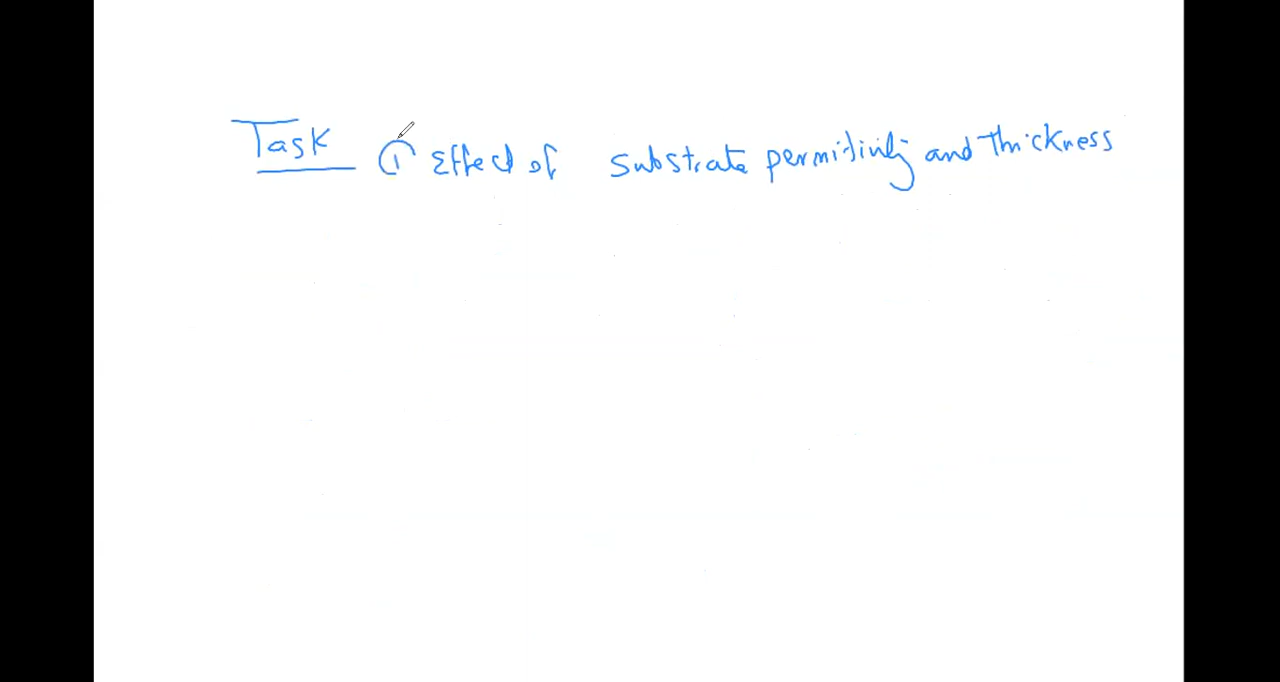 Task ① Effect of substrate permitivity and thickness